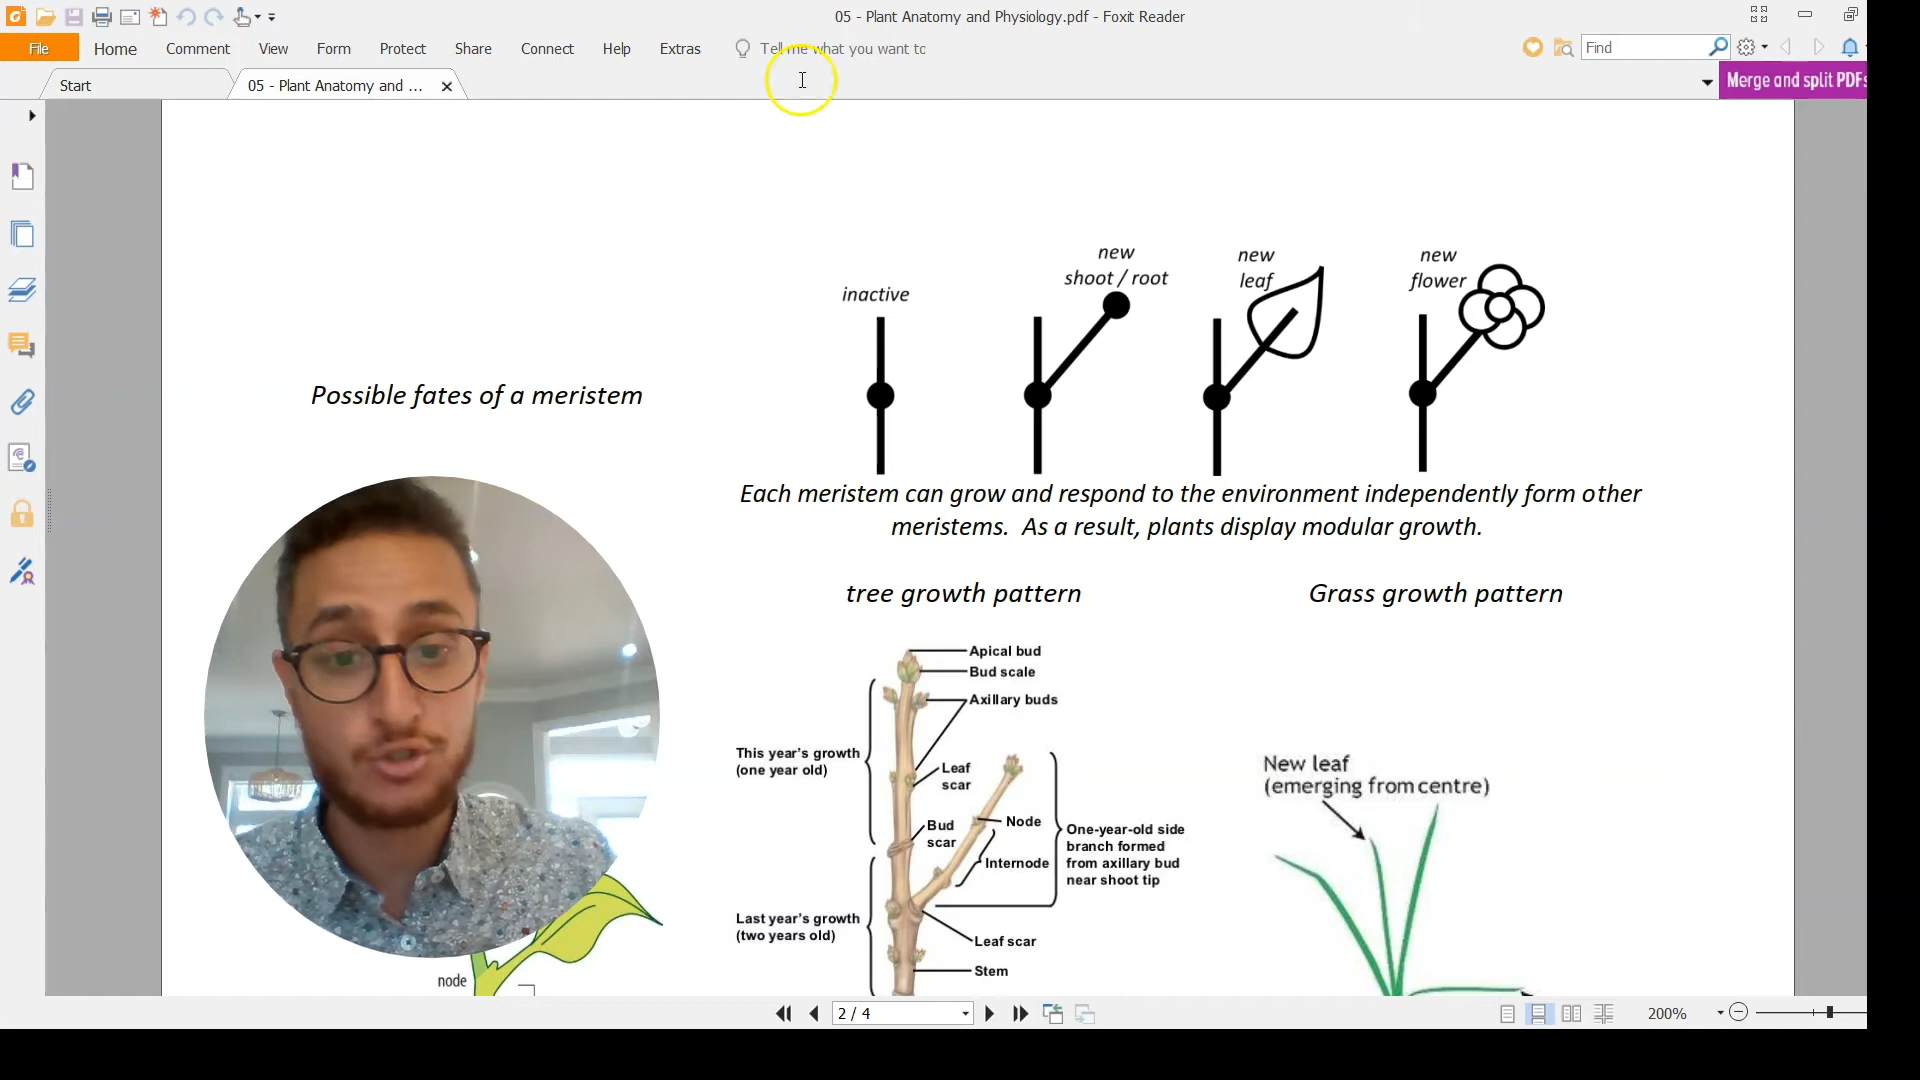 05 - Plant Anatomy and Physiology.pdf - Foxit Reader
File Home Comment View Form Protect Share Connect Help Extras Tell me what you want to Find
Start 05 - Plant Anatomy and ... Merge and split PDFs
new
shoot / root
new
leaf
new
flower
inactive
Possible fates of a meristem
Each meristem can grow and respond to the environment independently form other
meristems. As a result, plants display modular growth.
tree growth pattern
Grass growth pattern
Apical bud
Bud scale
Axillary buds
This year's growth
(one year old)
Leaf
scar
Bud
scar
Node
Internode
One-year-old side
branch formed
from axillary bud
near shoot tip
Last year's growth
(two years old)
Leaf scar
Stem
New leaf
(emerging from centre)
node
2 / 4
200%